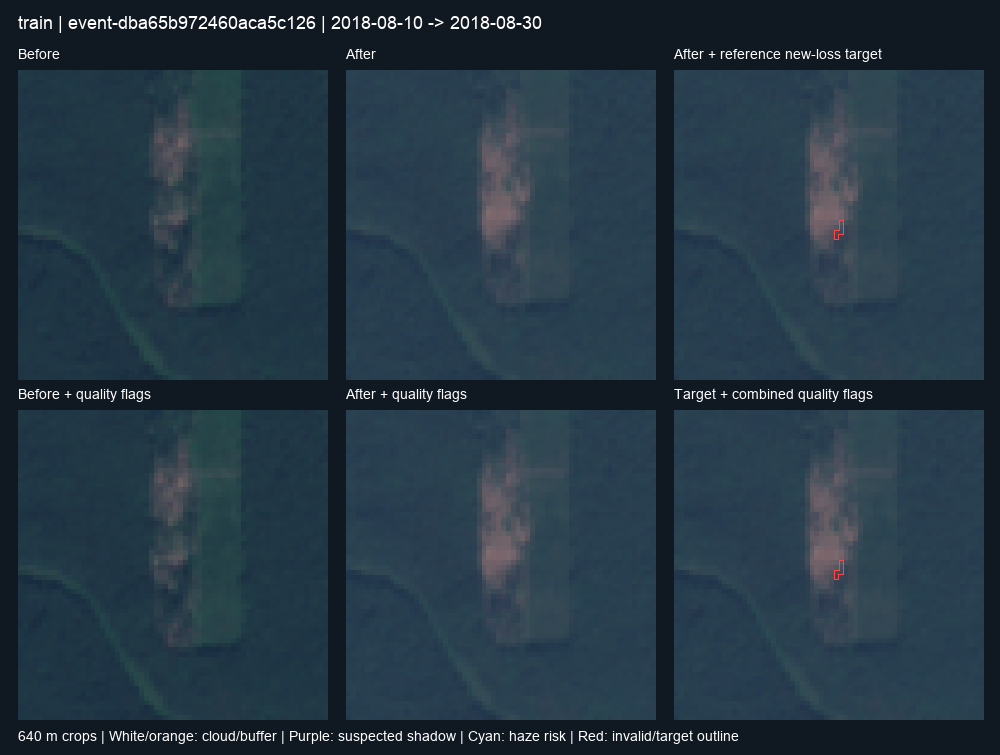 train | event-dba65b972460aca5c126 | 2018-08-10 -> 2018-08-30
Before
After
After + reference new-loss target
Before + quality flags
After + quality flags
Target + combined quality flags
640 m crops | White/orange: cloud/buffer | Purple: suspected shadow | Cyan: haze risk | Red: invalid/target outline